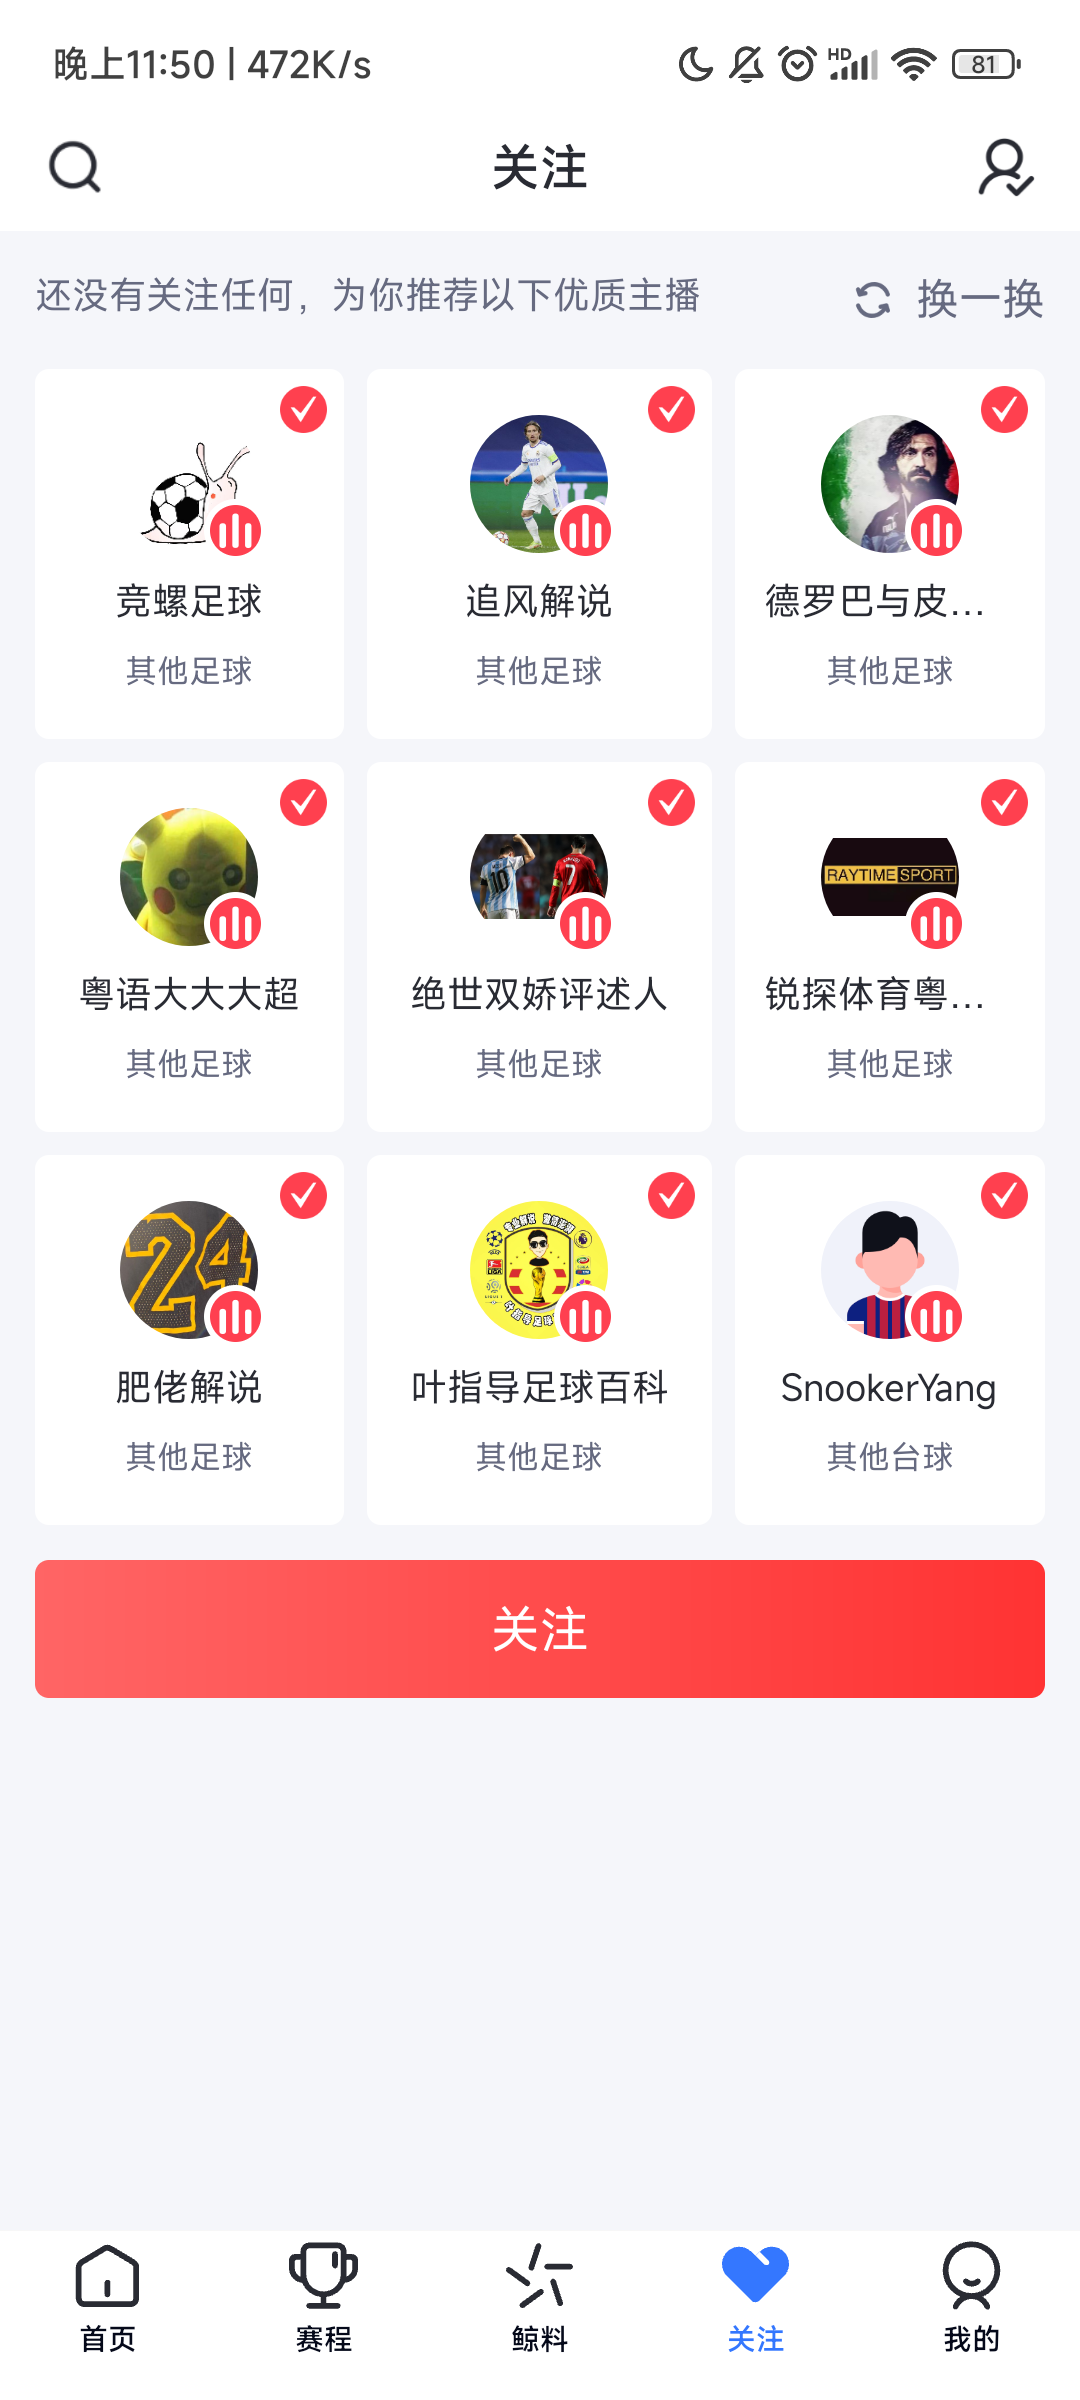 晚上11:50 | 472K/s
HD
81
关注
还没有关注任何，为你推荐以下优质主播
换一换
竞螺足球
追风解说
德罗巴与皮...
其他足球
其他足球
其他足球
10
7
RAYTIME SPORT
粤语大大大超
绝世双娇评述人
锐探体育粤...
其他足球
其他足球
其他足球
24
肥佬解说
叶指导足球百科
SnookerYang
其他足球
其他足球
其他台球
关注
首页
赛程
鲸料
关注
我的